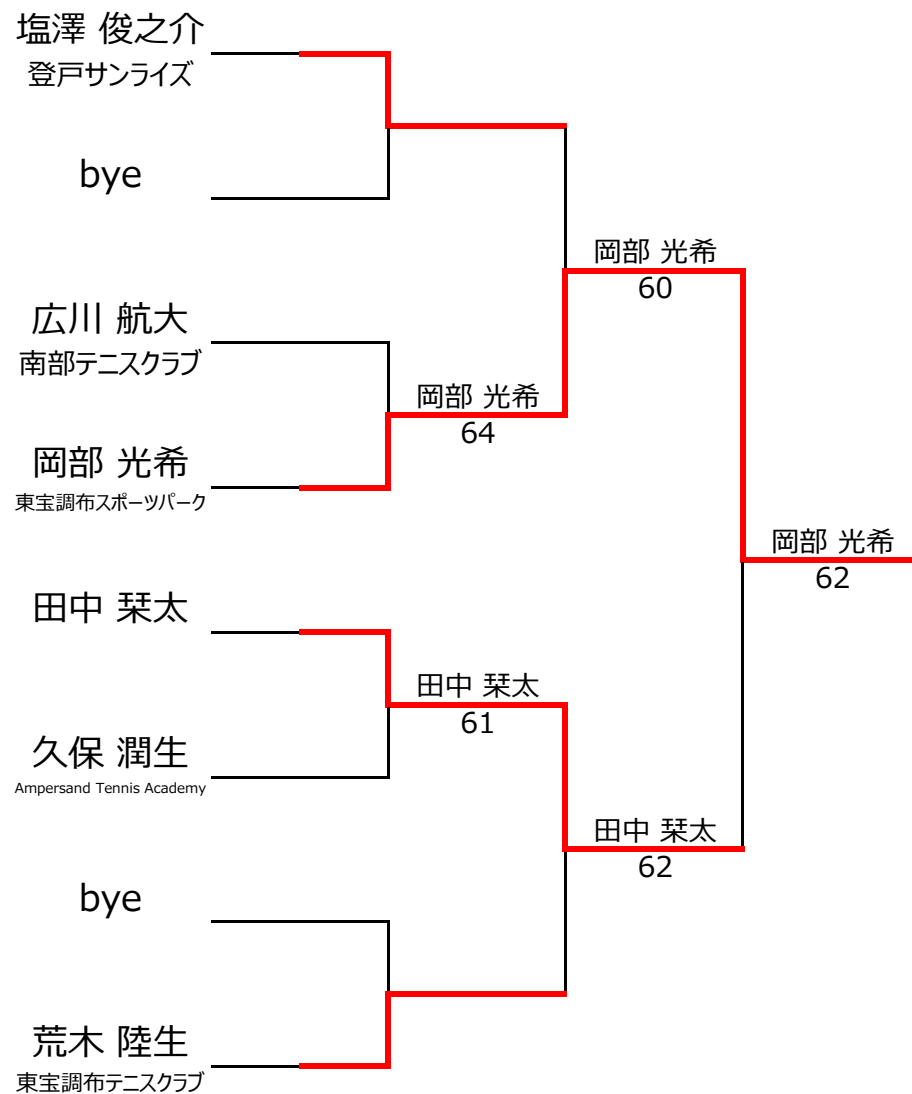 塩澤 俊之介
登戸サンライズ
bye
広川 航大
南部テニスクラブ
岡部 光希
東宝調布スポーツパーク
田中 栞太
久保 潤生
Ampersand Tennis Academy
bye
荒木 陸生
東宝調布テニスクラブ
岡部 光希
64
田中 栞太
61
岡部 光希
60
田中 栞太
62
岡部 光希
62